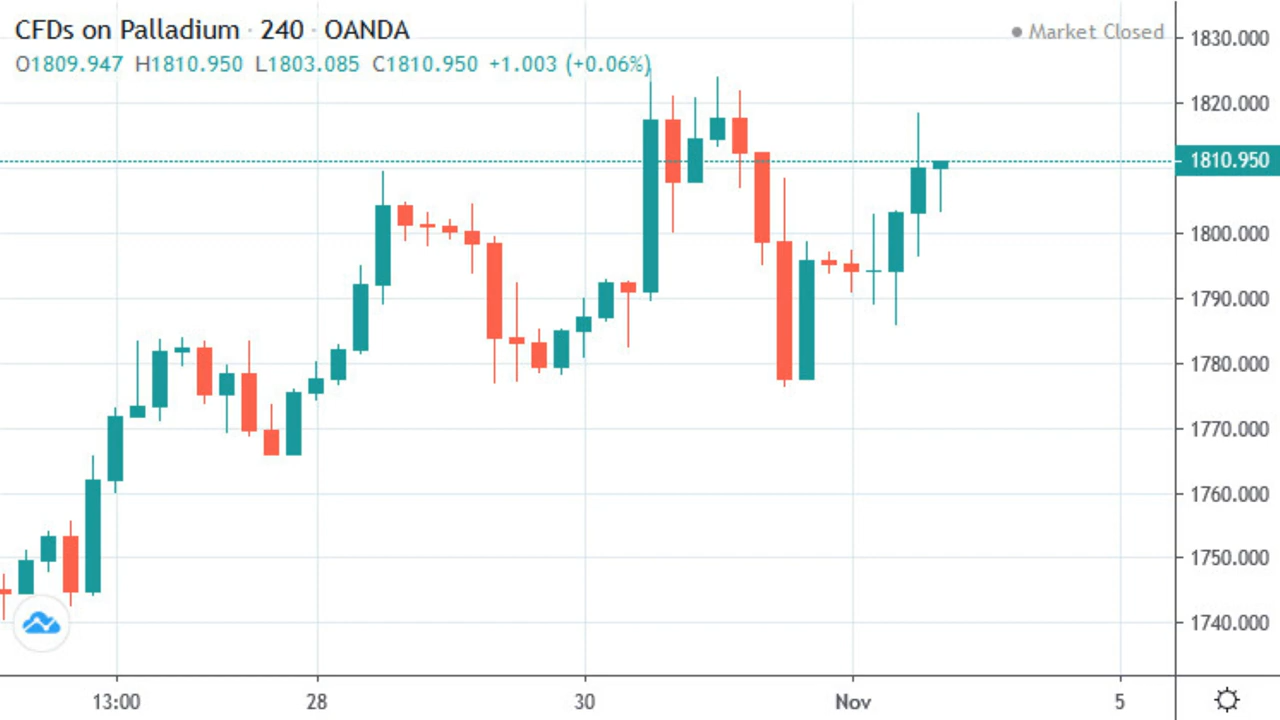 CFDs on Palladium · 240 · OANDA
Market Closed
O1809.947 H1810.950 L1803.085 C1810.950 +1.003 (+0.06%)
1830.000
1820.000
1810.950
1800.000
1790.000
1780.000
1770.000
1760.000
1750.000
1740.000
13:00 28 30 Nov 5